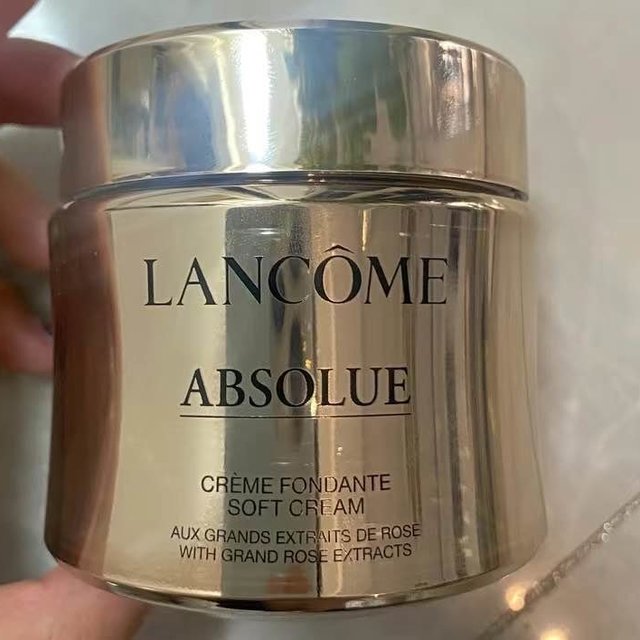 LANCÔME
ABSOLUE
CRÈME FONDANTE
SOFT CREAM
AUX GRANDS EXTRAITS DE ROSE
WITH GRAND ROSE EXTRACTS